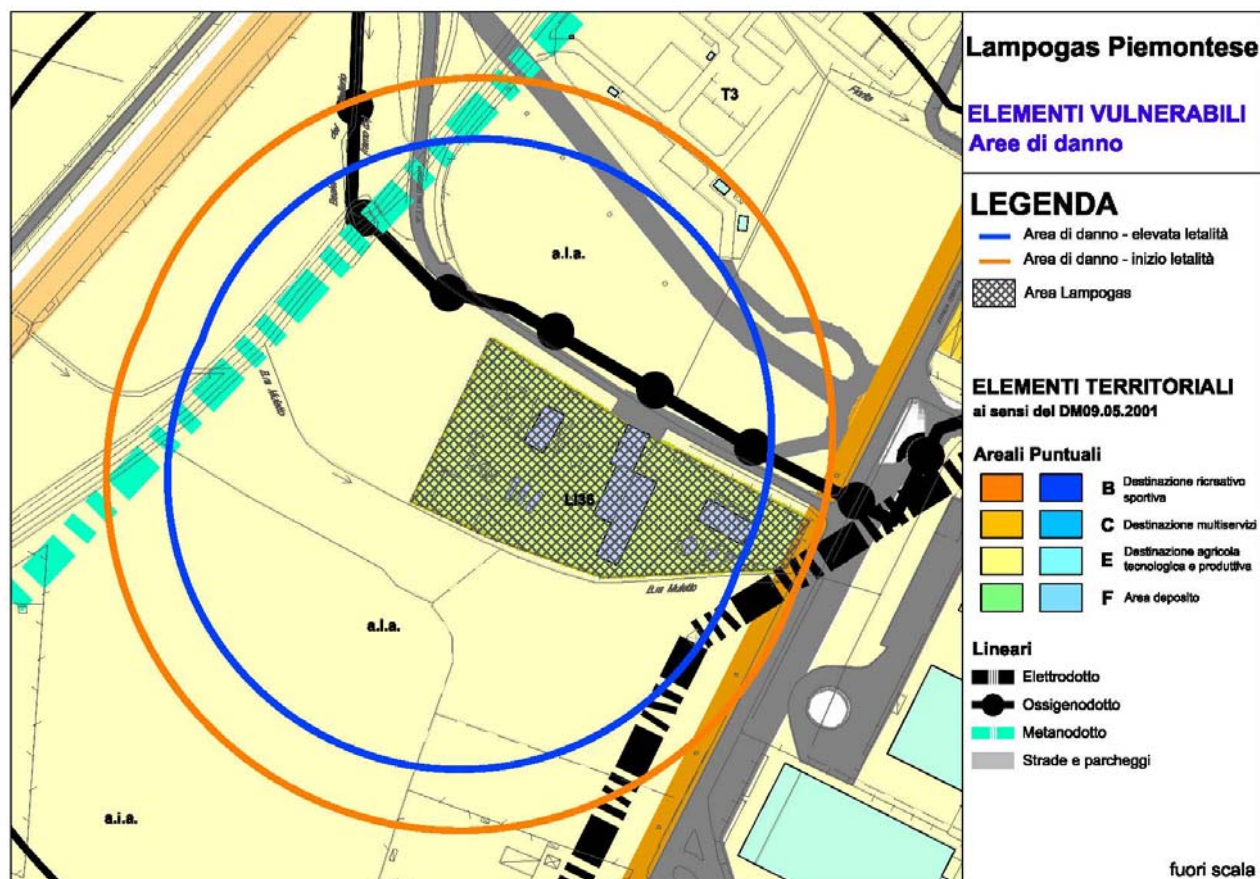 Lampogas Piemontese
ELEMENTI VULNERABILI
Aree di danno
LEGENDA
Area di danno - elevata letalità
Area di danno - inizio letalità
Area Lampogas
ELEMENTI TERRITORIALI
ai sensi del DM09.05.2001
Areali Puntuali
B Destinazione ricreativo
sportiva
C Destinazione multiservizi
E Destinazione agricola
tecnologica e produttiva
F Area deposito
Lineari
Elettrodotto
Ossigenodotto
Metanodotto
Strade e parcheggi
fuori scala
T3
a.i.a.
LI36
a.i.a.
a.i.a.